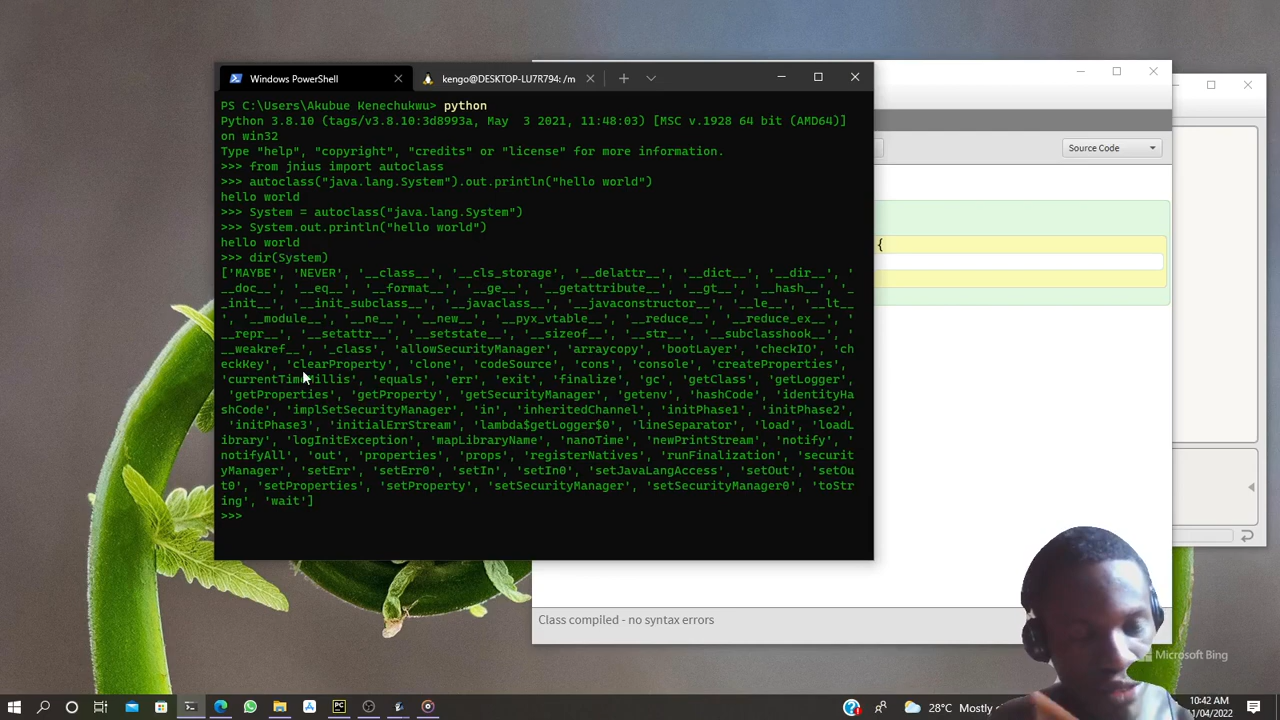 Windows PowerShell
kengo@DESKTOP-LU7R794: /m
PS C:\Users\Akubue Kenechukwu> python
Python 3.8.10 (tags/v3.8.10:3d8993a, May  3 2021, 11:48:03) [MSC v.1928 64 bit (AMD64)]
on win32
Type "help", "copyright", "credits" or "license" for more information.
>>> from jnius import autoclass
>>> autoclass("java.lang.System").out.println("hello world")
hello world
>>> System = autoclass("java.lang.System")
>>> System.out.println("hello world")
hello world
>>> dir(System)
['MAYBE', 'NEVER', '__class__', '__cls_storage', '__delattr__', '__dict__', '__dir__', '
__doc__', '__eq__', '__format__', '__ge__', '__getattribute__', '__gt__', '__hash__', '_
_init__', '__init_subclass__', '__javaclass__', '__javaconstructor__', '__le__', '__lt__
', '__module__', '__ne__', '__new__', '__pyx_vtable__', '__reduce__', '__reduce_ex__', '
__repr__', '__setattr__', '__setstate__', '__sizeof__', '__str__', '__subclasshook__', '
__weakref__', '_class', 'allowSecurityManager', 'arraycopy', 'bootLayer', 'checkIO', 'ch
eckKey', 'clearProperty', 'clone', 'codeSource', 'cons', 'console', 'createProperties',
'currentTimeMillis', 'equals', 'err', 'exit', 'finalize', 'gc', 'getClass', 'getLogger',
'getProperties', 'getProperty', 'getSecurityManager', 'getenv', 'hashCode', 'identityHa
shCode', 'implSetSecurityManager', 'in', 'inheritedChannel', 'initPhase1', 'initPhase2',
'initPhase3', 'initialErrStream', 'lambda$getLogger$0', 'lineSeparator', 'load', 'loadL
ibrary', 'logInitException', 'mapLibraryName', 'nanoTime', 'newPrintStream', 'notify', '
notifyAll', 'out', 'properties', 'props', 'registerNatives', 'runFinalization', 'securit
yManager', 'setErr', 'setErr0', 'setIn', 'setIn0', 'setJavaLangAccess', 'setOut', 'setOu
t0', 'setProperties', 'setProperty', 'setSecurityManager', 'setSecurityManager0', 'toStr
ing', 'wait']
>>>
Source Code
{
Class compiled - no syntax errors
Microsoft Bing
28°C Mostly
10:42 AM
1/04/2022